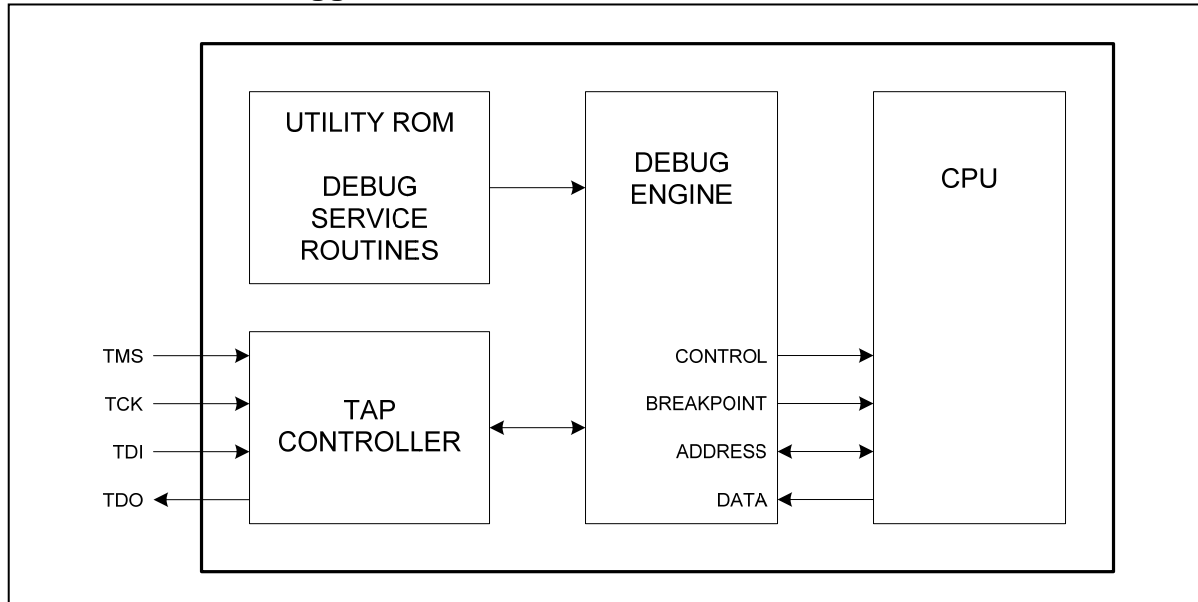 UTILITY ROM
DEBUG
SERVICE
ROUTINES
DEBUG
ENGINE
CPU
TMS
TCK
TDI
TDO
TAP
CONTROLLER
CONTROL
BREAKPOINT
ADDRESS
DATA